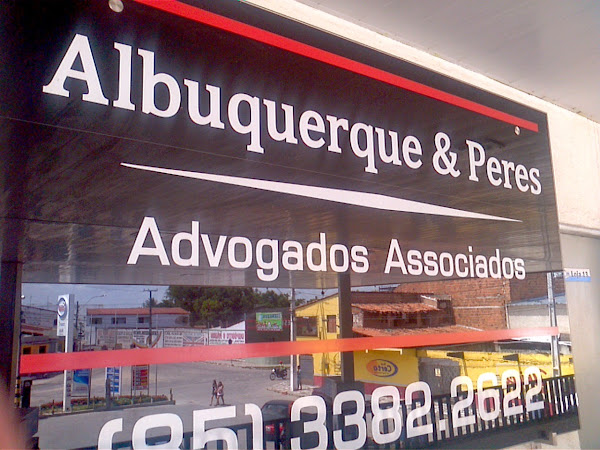 Albuquerque & Peres
Advogados Associados
(85) 3382.2622